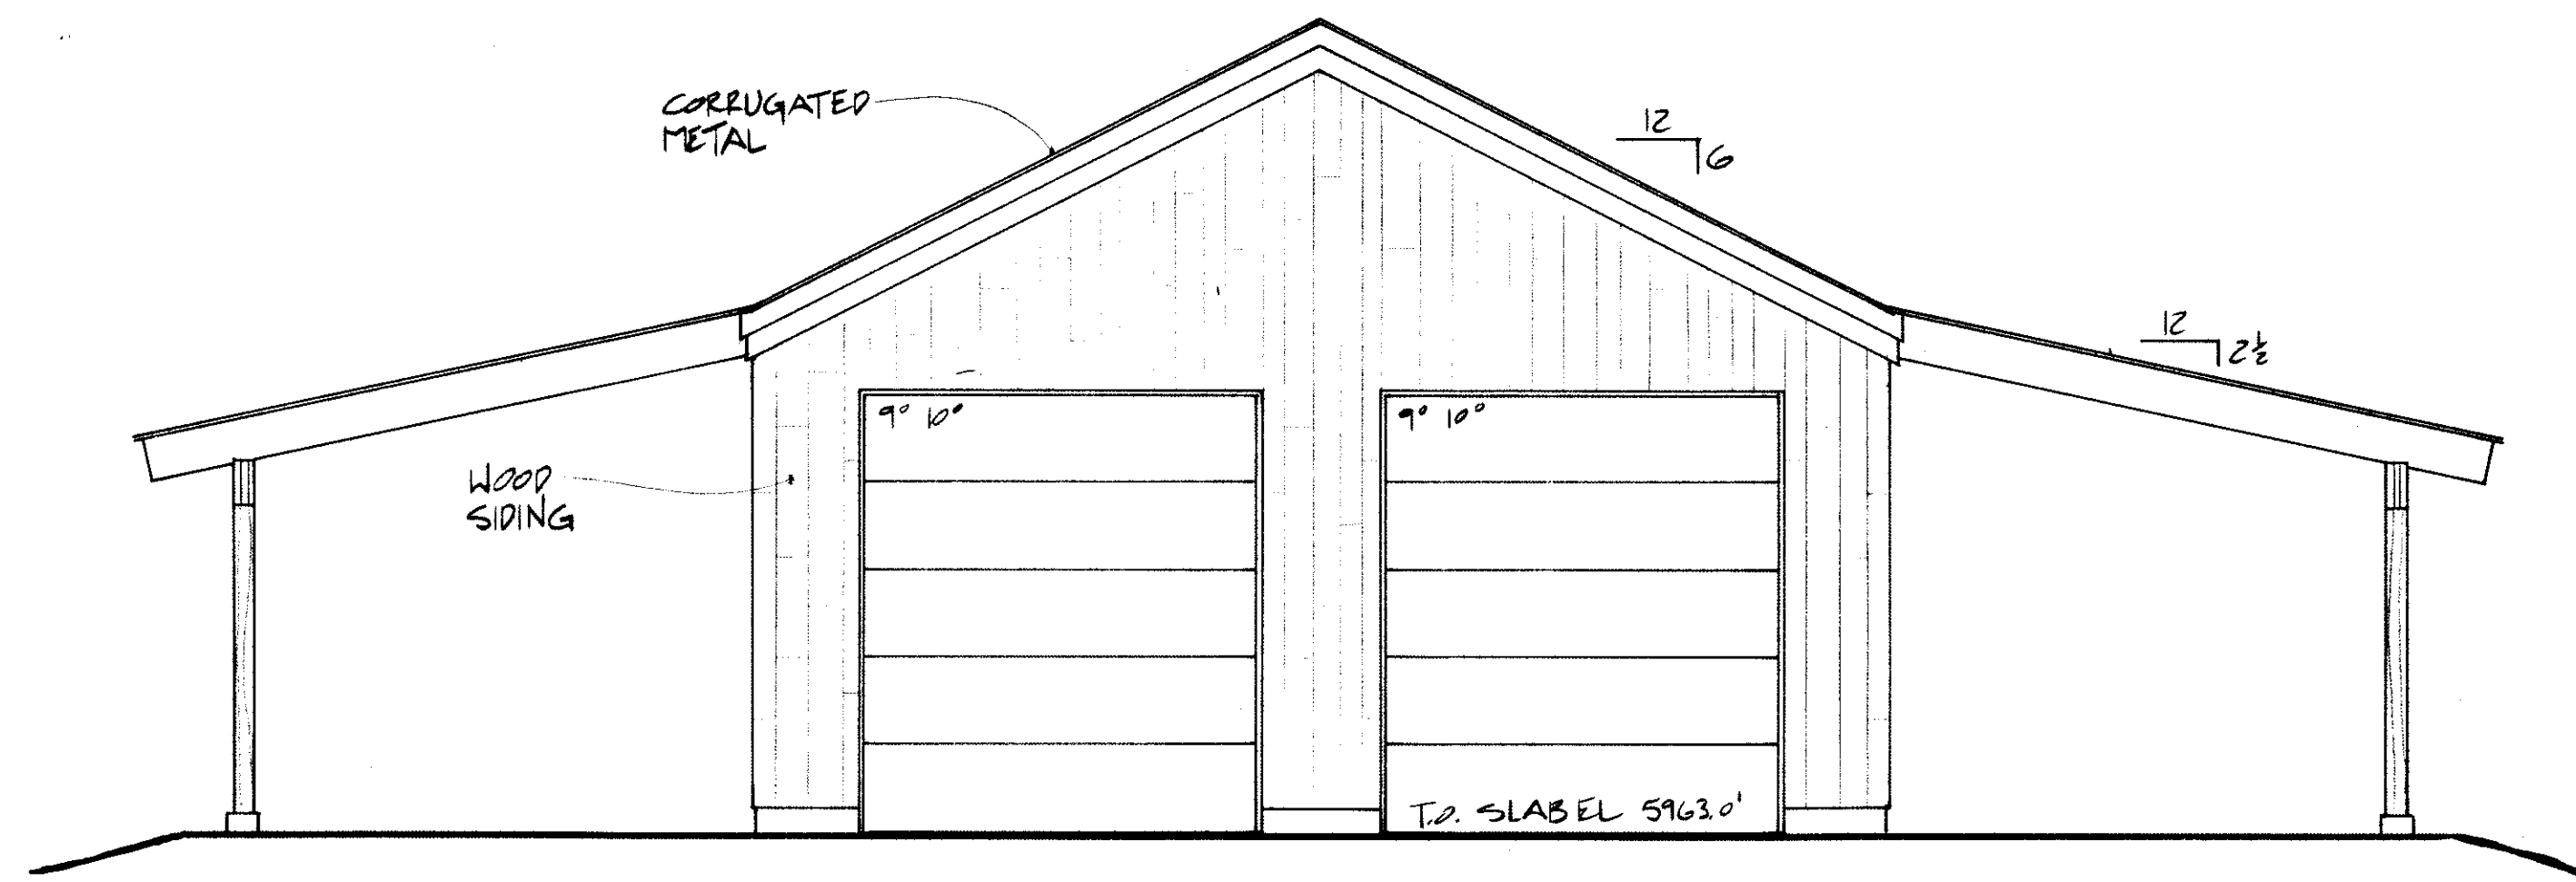 CORRUGATED
METAL
12
6
12
2½
9° 10°
9° 10°
WOOD
SIDING
T.O. SLAB EL 5963.0'